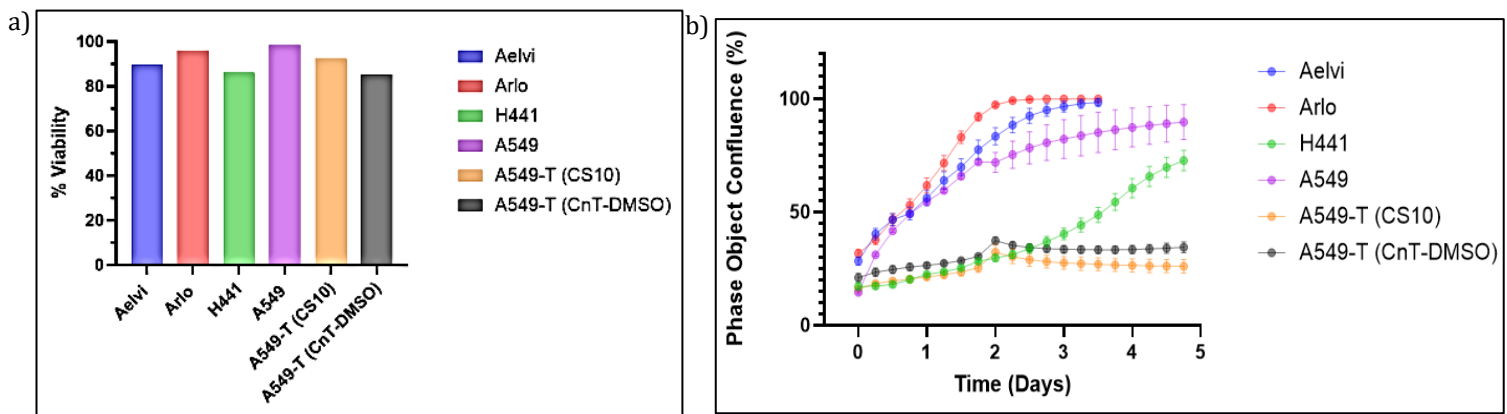 a)
% Viability
100
80
60
40
20
0
Aelvi
Arlo
H441
A549
A549-T (CS10)
A549-T (CnT-DMSO)
Aelvi
Arlo
H441
A549
A549-T (CS10)
A549-T (CnT-DMSO)
b)
Phase Object Confluence (%)
100
50
0
0 1 2 3 4 5
Time (Days)
Aelvi
Arlo
H441
A549
A549-T (CS10)
A549-T (CnT-DMSO)